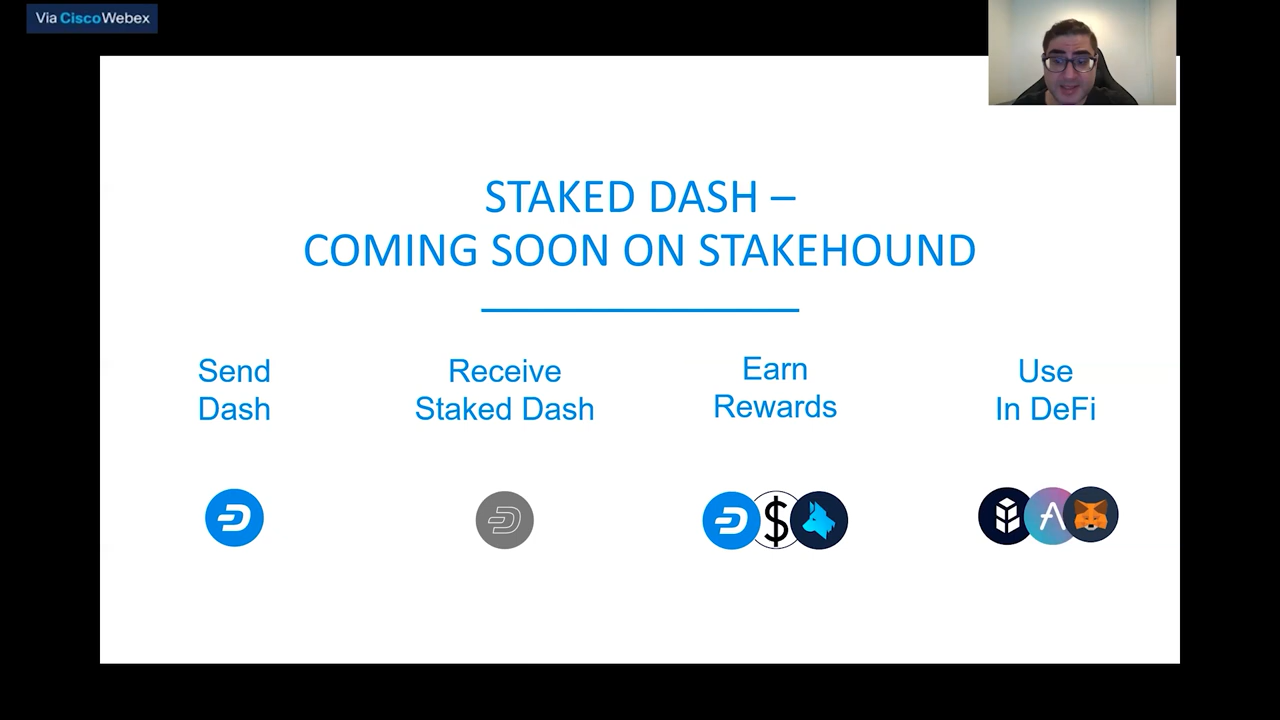 Via CiscoWebex
STAKED DASH –
COMING SOON ON STAKEHOUND
Send
Dash
Receive
Staked Dash
Earn
Rewards
Use
In DeFi
$